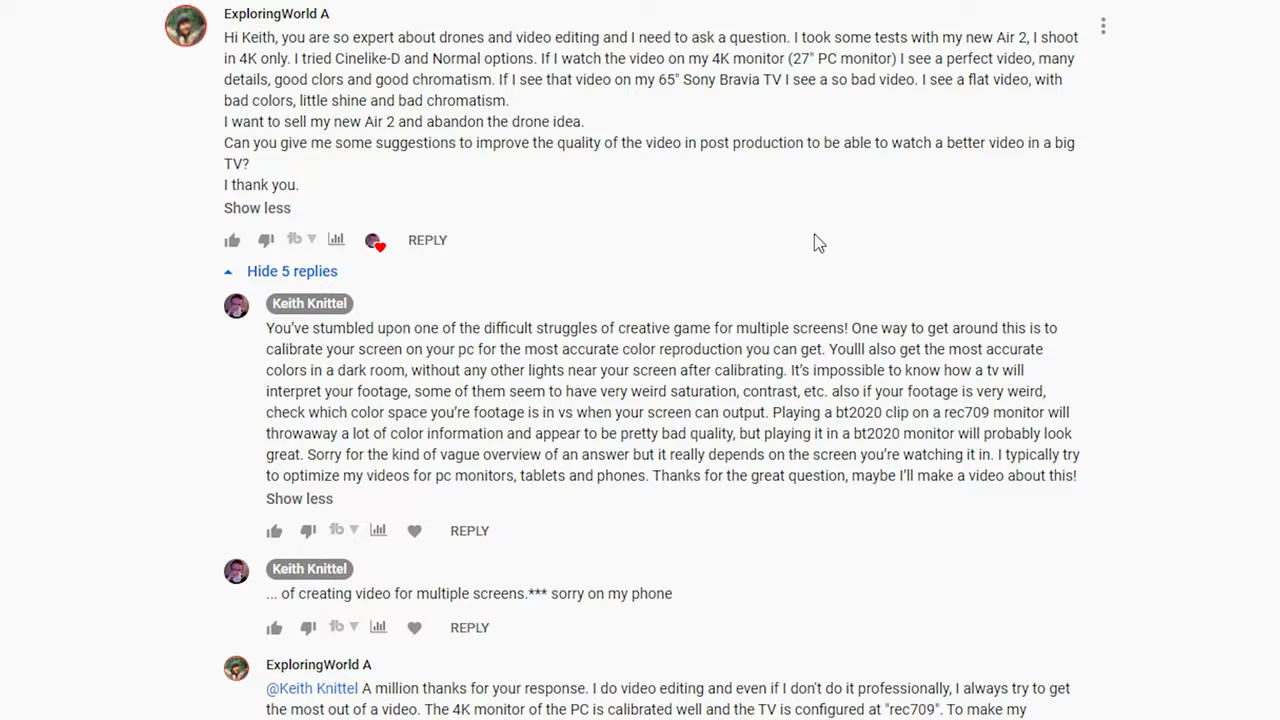 ExploringWorld A
Hi Keith, you are so expert about drones and video editing and I need to ask a question. I took some tests with my new Air 2, I shoot
in 4K only. I tried Cinelike-D and Normal options. If I watch the video on my 4K monitor (27" PC monitor) I see a perfect video, many
details, good clors and good chromatism. If I see that video on my 65" Sony Bravia TV I see a so bad video. I see a flat video, with
bad colors, little shine and bad chromatism.
I want to sell my new Air 2 and abandon the drone idea.
Can you give me some suggestions to improve the quality of the video in post production to be able to watch a better video in a big
TV?
I thank you.
Show less
tb REPLY
Hide 5 replies
Keith Knittel
You’ve stumbled upon one of the difficult struggles of creative game for multiple screens! One way to get around this is to
calibrate your screen on your pc for the most accurate color reproduction you can get. Youlll also get the most accurate
colors in a dark room, without any other lights near your screen after calibrating. It’s impossible to know how a tv will
interpret your footage, some of them seem to have very weird saturation, contrast, etc. also if your footage is very weird,
check which color space you’re footage is in vs when your screen can output. Playing a bt2020 clip on a rec709 monitor will
throwaway a lot of color information and appear to be pretty bad quality, but playing it in a bt2020 monitor will probably look
great. Sorry for the kind of vague overview of an answer but it really depends on the screen you’re watching it in. I typically try
to optimize my videos for pc monitors, tablets and phones. Thanks for the great question, maybe I’ll make a video about this!
Show less
tb REPLY
Keith Knittel
... of creating video for multiple screens.*** sorry on my phone
tb REPLY
ExploringWorld A
@Keith Knittel A million thanks for your response. I do video editing and even if I don't do it professionally, I always try to get
the most out of a video. The 4K monitor of the PC is calibrated well and the TV is configured at "rec709". To make my